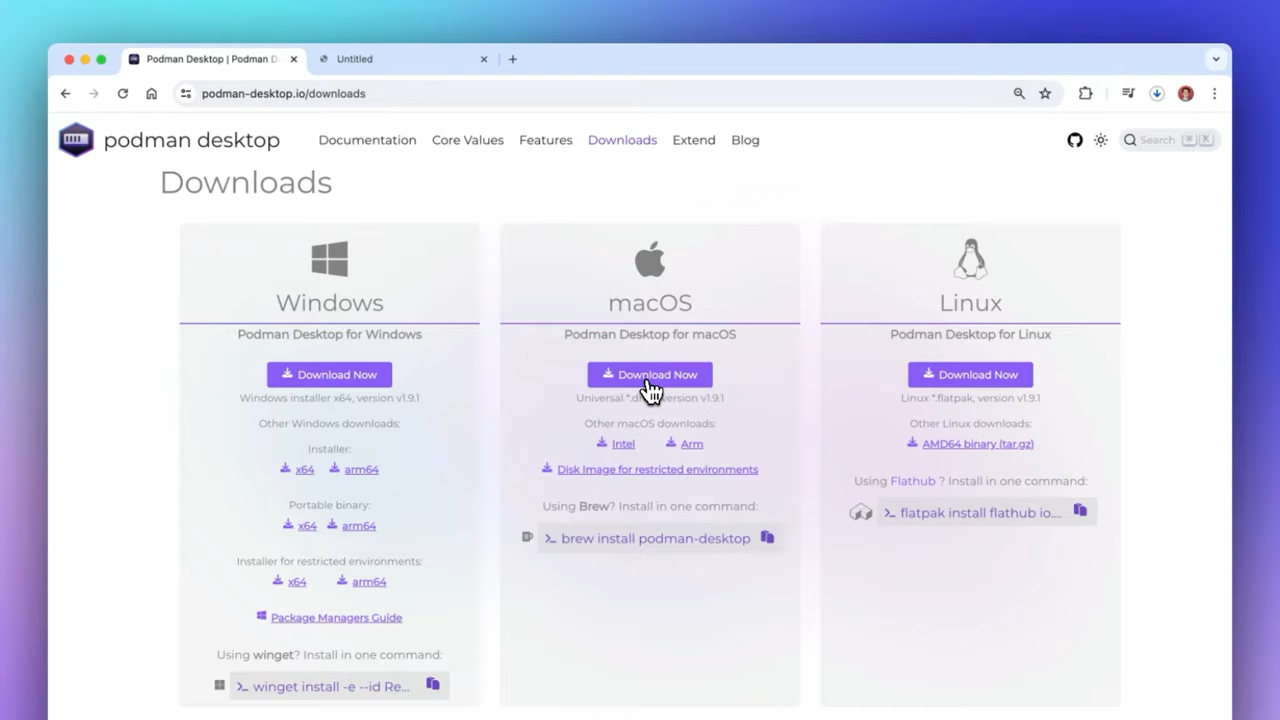 Podman Desktop | Podman D
Untitled
podman-desktop.io/downloads
podman desktop
Documentation
Core Values
Features
Downloads
Extend
Blog
Search ⌘ K
Downloads
Windows
Podman Desktop for Windows
Download Now
Windows installer x64, version v1.9.1
Other Windows downloads:
Installer:
x64 arm64
Portable binary:
x64 arm64
Installer for restricted environments:
x64 arm64
Package Managers Guide
Using winget? Install in one command:
>_ winget install -e --id Re...
macOS
Podman Desktop for macOS
Download Now
Universal *.d version v1.9.1
Other macOS downloads:
Intel Arm
Disk Image for restricted environments
Using Brew? Install in one command:
>_ brew install podman-desktop
Linux
Podman Desktop for Linux
Download Now
Linux *.flatpak, version v1.9.1
Other Linux downloads:
AMD64 binary (tar.gz)
Using Flathub ? Install in one command:
>_ flatpak install flathub io....